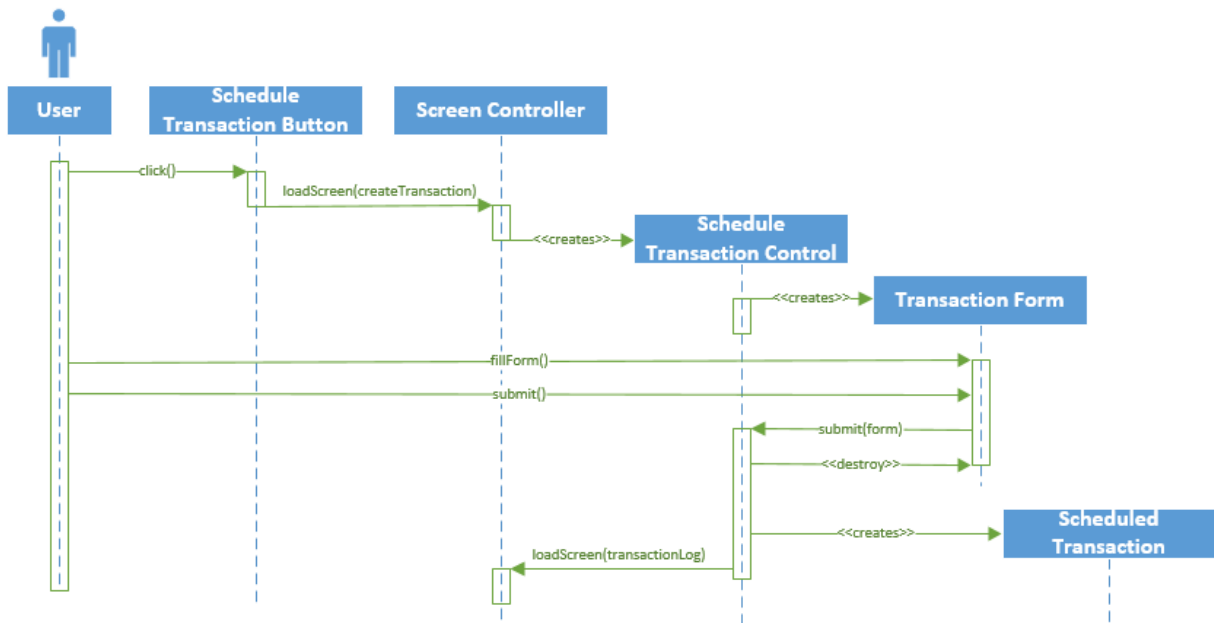 User
Schedule
Transaction Button
Screen Controller
click()
loadScreen(createTransaction)
<<creates>>
Schedule
Transaction Control
<<creates>>
Transaction Form
fillForm()
submit()
submit(form)
<<destroy>>
<<creates>>
Scheduled
Transaction
loadScreen(transactionLog)